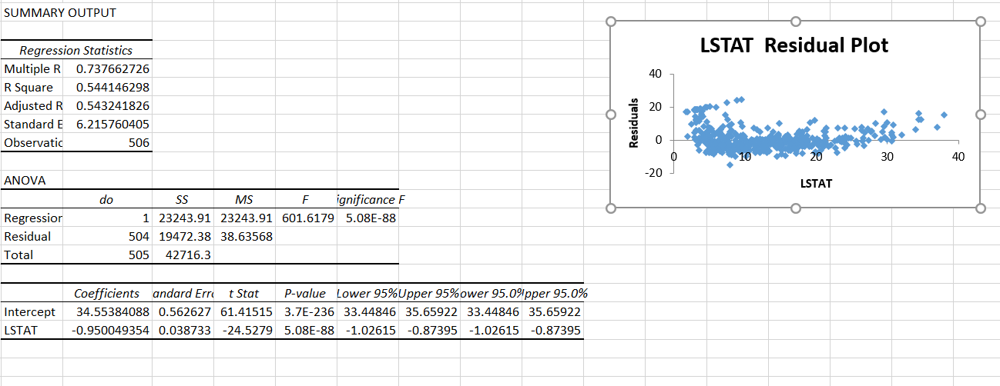 SUMMARY OUTPUT
Regression Statistics
Multiple R 0.737662726
R Square 0.544146298
Adjusted R 0.543241826
Standard E 6.215760405
Observatic 506
ANOVA
do SS MS F ignificance F
Regression 1 23243.91 23243.91 601.6179 5.08E-88
Residual 504 19472.38 38.63568
Total 505 42716.3
Coefficients andard Erro t Stat P-value Lower 95% Upper 95% ower 95.0% pper 95.0%
Intercept 34.55384088 0.562627 61.41515 3.7E-236 33.44846 35.65922 33.44846 35.65922
LSTAT -0.950049354 0.038733 -24.5279 5.08E-88 -1.02615 -0.87395 -1.02615 -0.87395
LSTAT Residual Plot
Residuals
40
20
0
-20
0 10 20 30 40
LSTAT